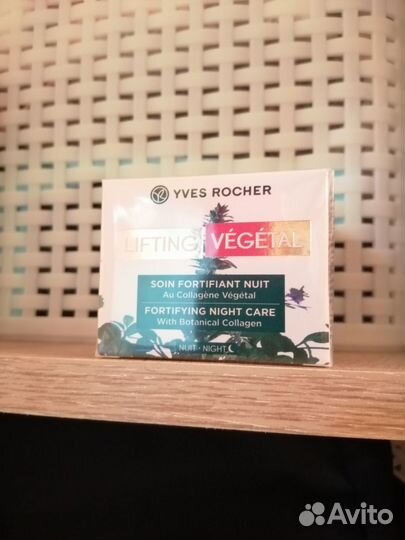 YVES ROCHER
LIFTING VÉGÉTAL
SOIN FORTIFIANT NUIT
Au Collagène Végétal
FORTIFYING NIGHT CARE
With Botanical Collagen
NUIT - NIGHT
Avito